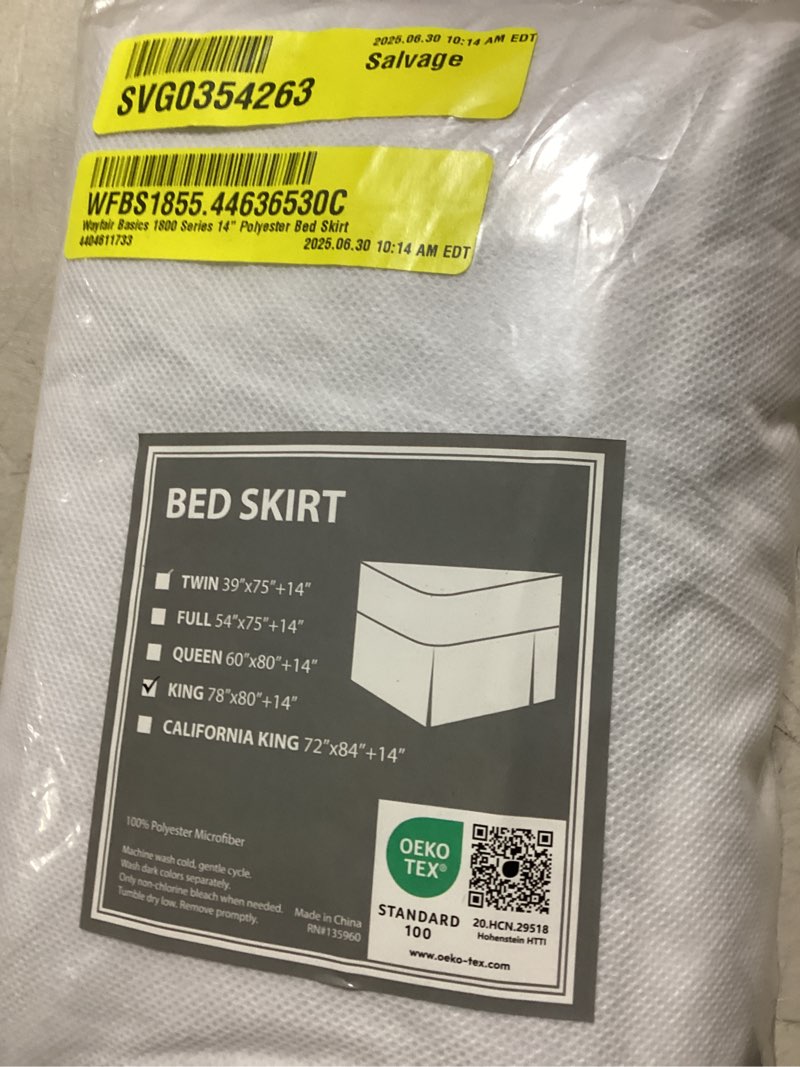 2025.06.30 10:14 AM EDT
Salvage
SVG0354263
WFBS1855.44636530C
Wayfair Basics 1800 Series 14" Polyester Bed Skirt
4404611733
2025.06.30 10:14 AM EDT
BED SKIRT
TWIN 39"x75"+14"
FULL 54"x75"+14"
QUEEN 60"x80"+14"
KING 78"x80"+14"
CALIFORNIA KING 72"x84"+14"
100% Polyester Microfiber
Machine wash cold, gentle cycle.
Wash dark colors separately.
Only non-chlorine bleach when needed.
Tumble dry low. Remove promptly.
Made in China
RN#135960
OEKO
TEX®
STANDARD
100
20.HCN.29518
Hohenstein HTTI
www.oeko-tex.com